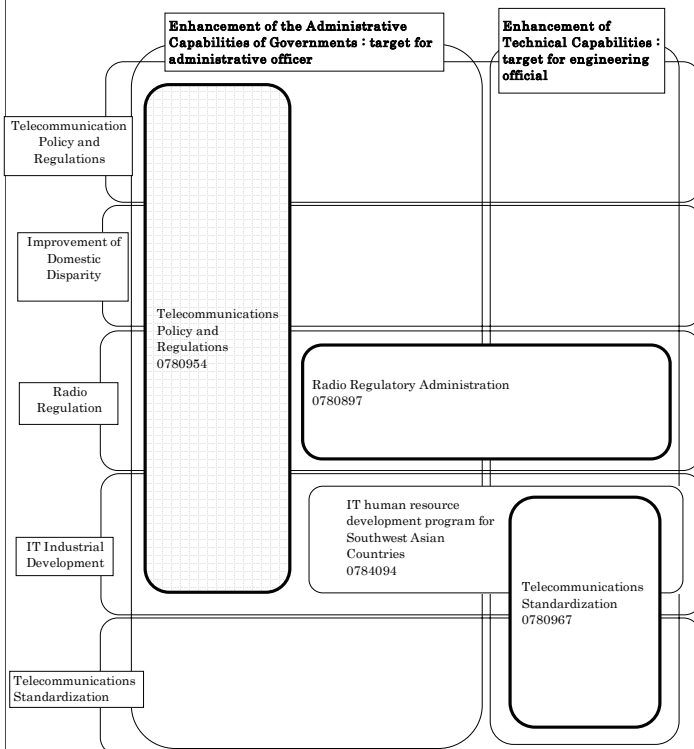 Enhancement of the Administrative
Capabilities of Governments : target for
administrative officer
Enhancement of
Technical Capabilities :
target for engineering
official
Telecommunication
Policy and
Regulations
Improvement of
Domestic
Disparity
Telecommunications
Policy and
Regulations
0780954
Radio
Regulation
Radio Regulatory Administration
0780897
IT Industrial
Development
IT human resource
development program for
Southwest Asian
Countries
0784094
Telecommunications
Standardization
0780967
Telecommunications
Standardization